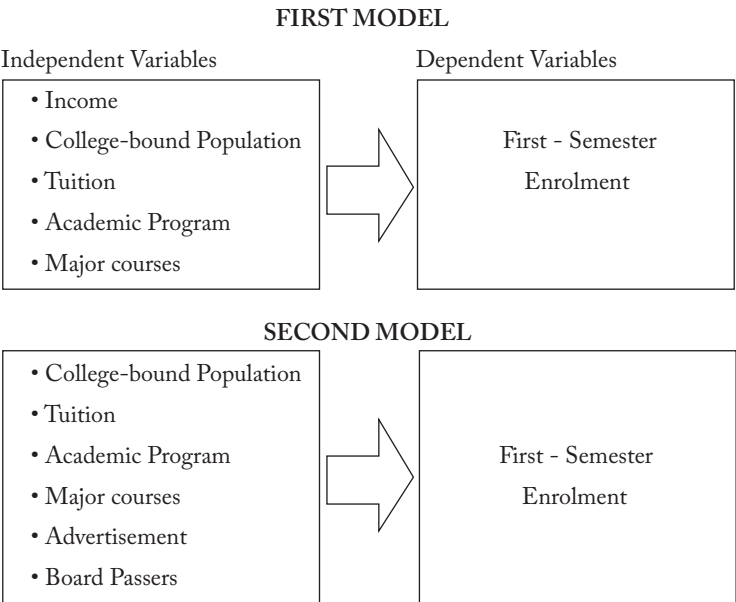 FIRST MODEL
Independent Variables
Dependent Variables
• Income
• College-bound Population
• Tuition
• Academic Program
• Major courses
First - Semester
Enrolment
SECOND MODEL
• College-bound Population
• Tuition
• Academic Program
• Major courses
• Advertisement
• Board Passers
First - Semester
Enrolment